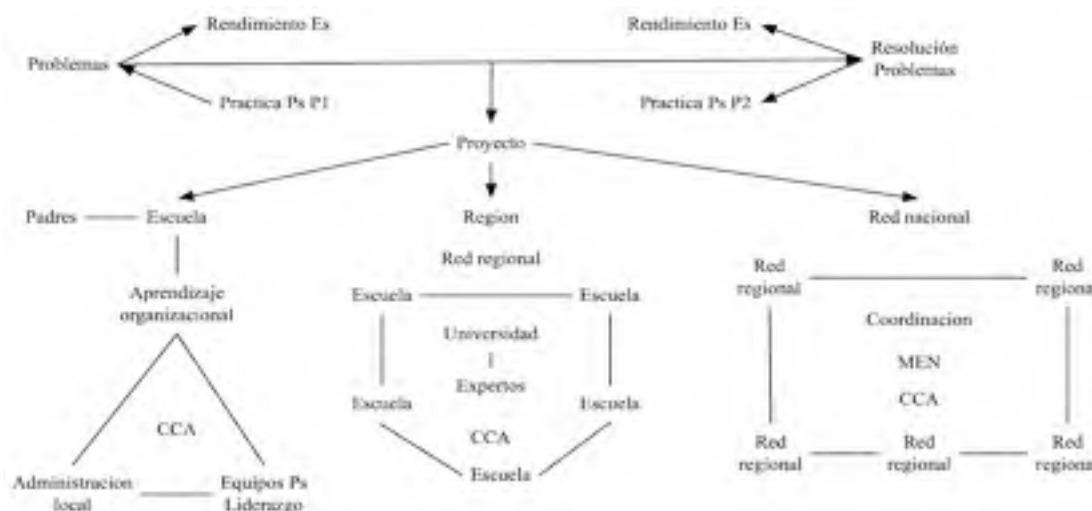 Rendimiento Es
Rendimiento Es
Problemas
Resolución
Problemas
Practica Ps P1
Practica Ps P2
Proyecto
Padres
Escuela
Region
Red nacional
Red regional
Aprendizaje
organizacional
Escuela
Escuela
Universidad
Expertos
Escuela
Escuela
CCA
Escuela
CCA
Administracion
local
Equipos Ps
Liderazgo
Red
regional
Red
regional
Coordinacion
MEN
CCA
Red
regional
Red
regional
Red
regional